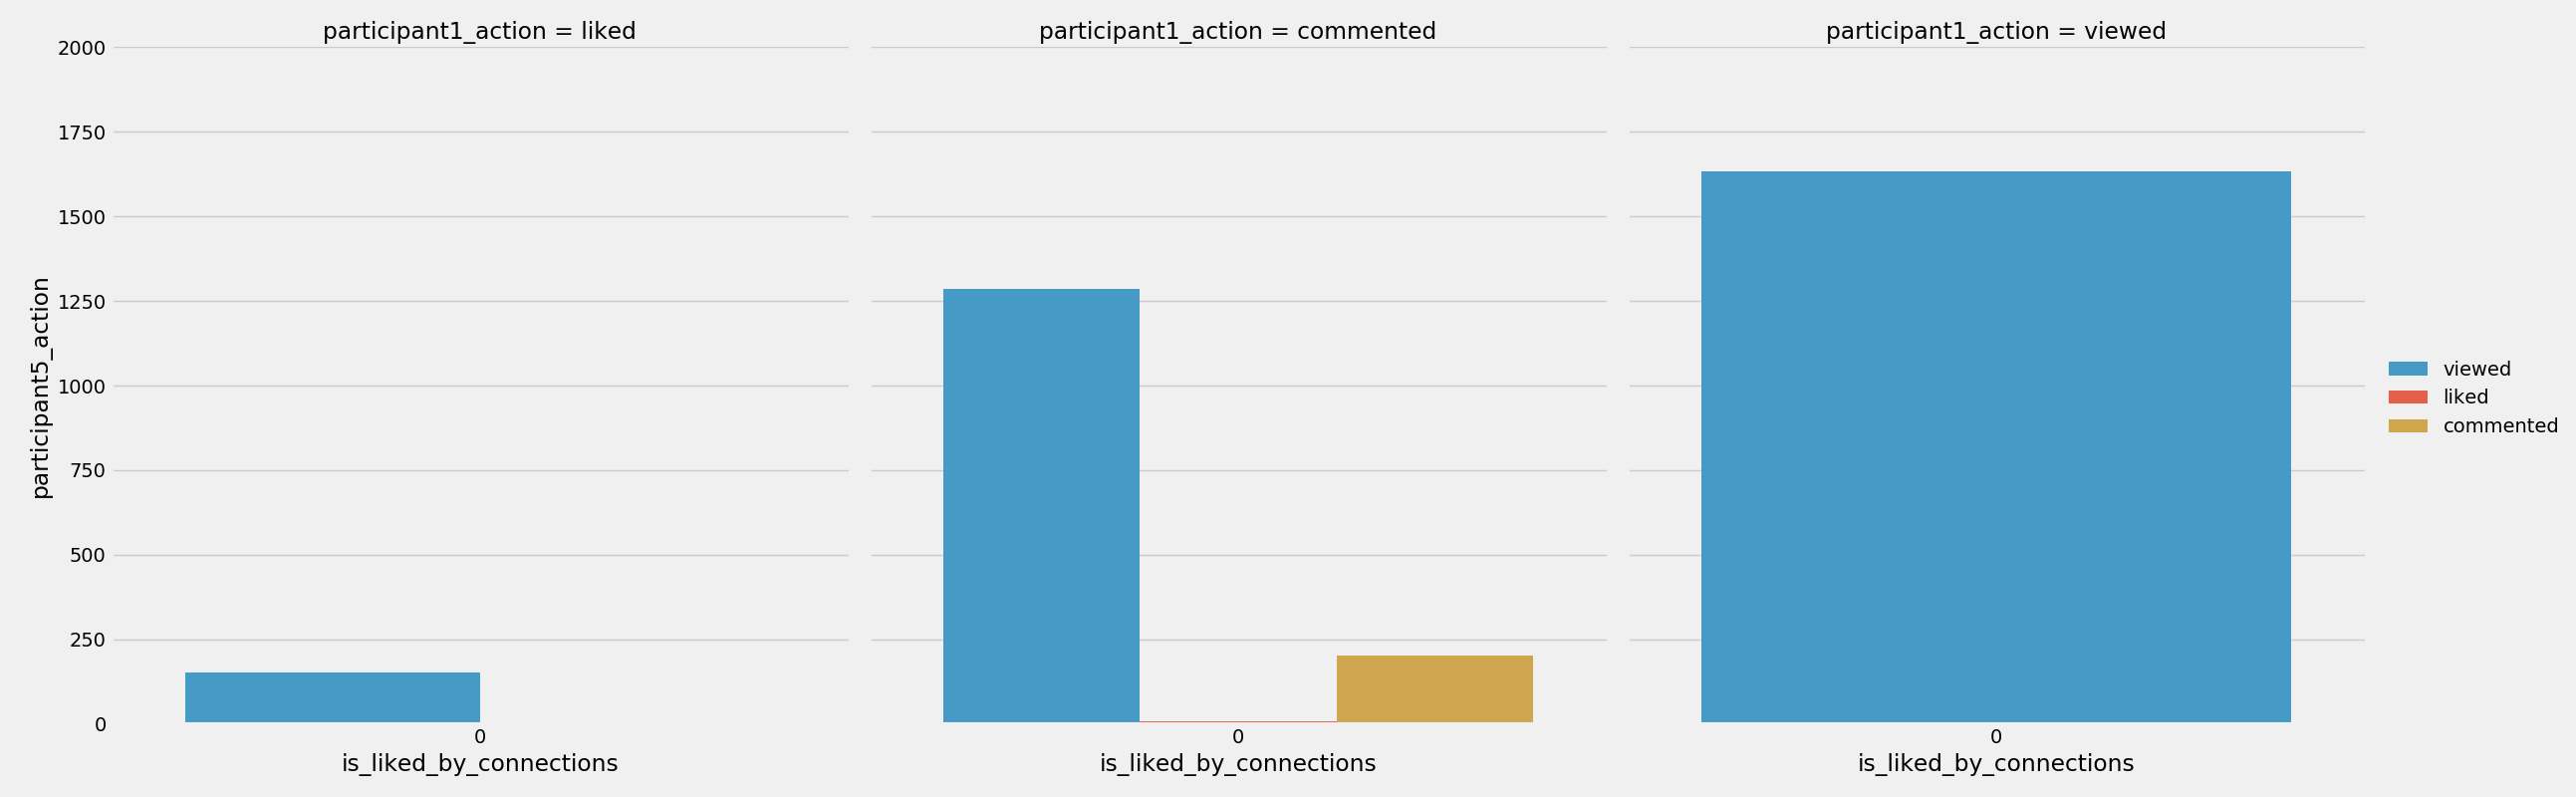 participant1_action = liked
participant1_action = commented
participant1_action = viewed
2000
1750
1500
1250
1000
750
500
250
0
participant5_action
0
0
0
is_liked_by_connections
is_liked_by_connections
is_liked_by_connections
viewed
liked
commented